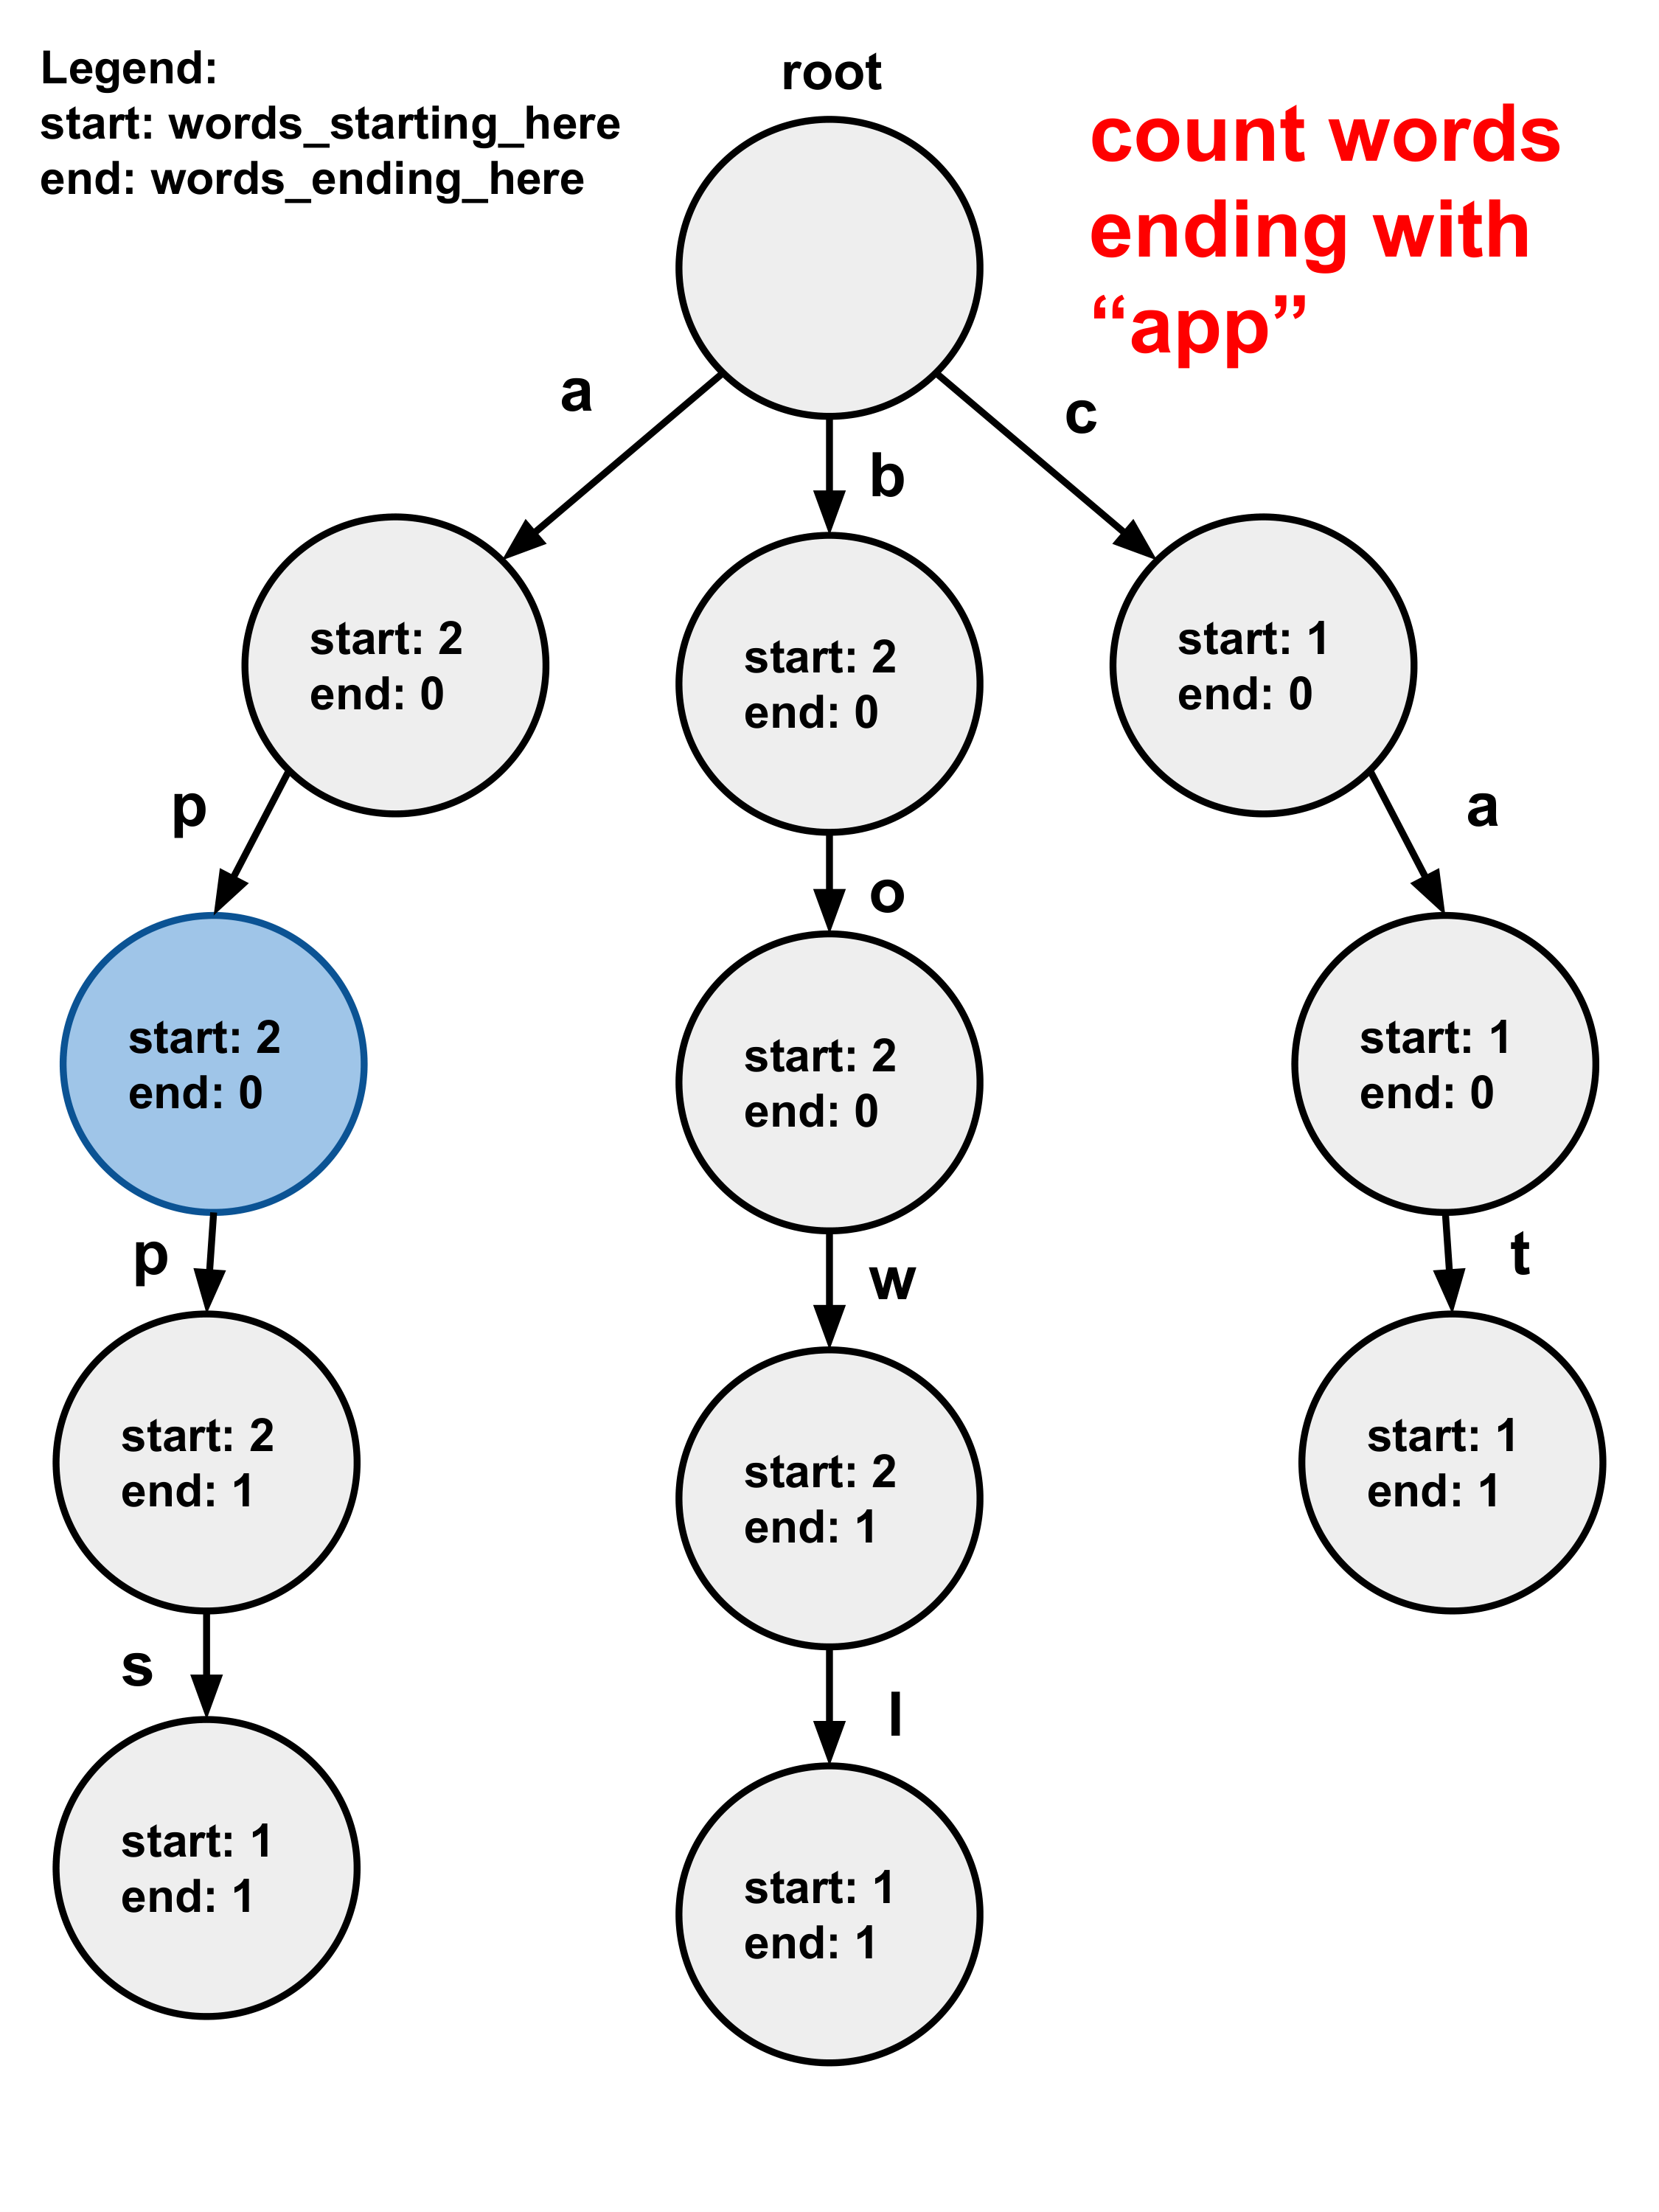 Legend:
start: words_starting_here
end: words_ending_here
root
count words
ending with
“app”
a
b
c
start: 2
end: 0
start: 2
end: 0
start: 1
end: 0
p
o
a
start: 2
end: 0
start: 2
end: 0
start: 1
end: 0
p
w
t
start: 2
end: 1
start: 2
end: 1
start: 1
end: 1
s
l
start: 1
end: 1
start: 1
end: 1